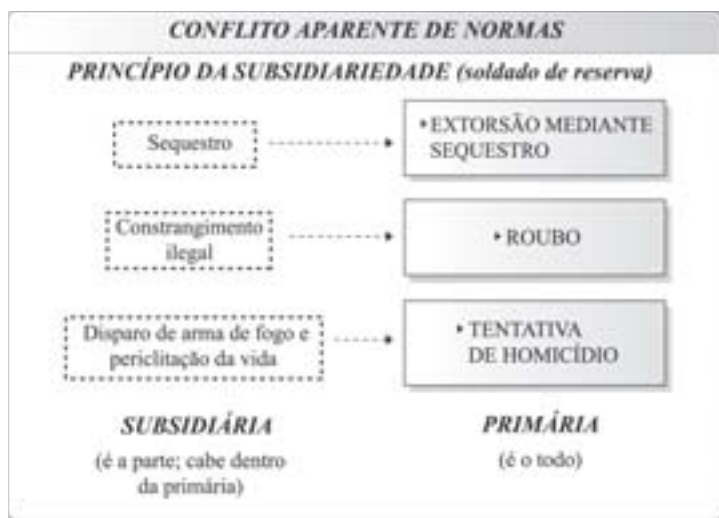 CONFLITO APARENTE DE NORMAS
PRINCÍPIO DA SUBSIDIARIEDADE (soldado de reserva)
Sequestro
EXTORSÃO MEDIANTE
SEQUESTRO
Constrangimento
ilegal
ROUBO
Disparo de arma de fogo e
periclitação da vida
TENTATIVA
DE HOMICÍDIO
SUBSIDIÁRIA
(é a parte; cabe dentro
da primária)
PRIMÁRIA
(é o todo)